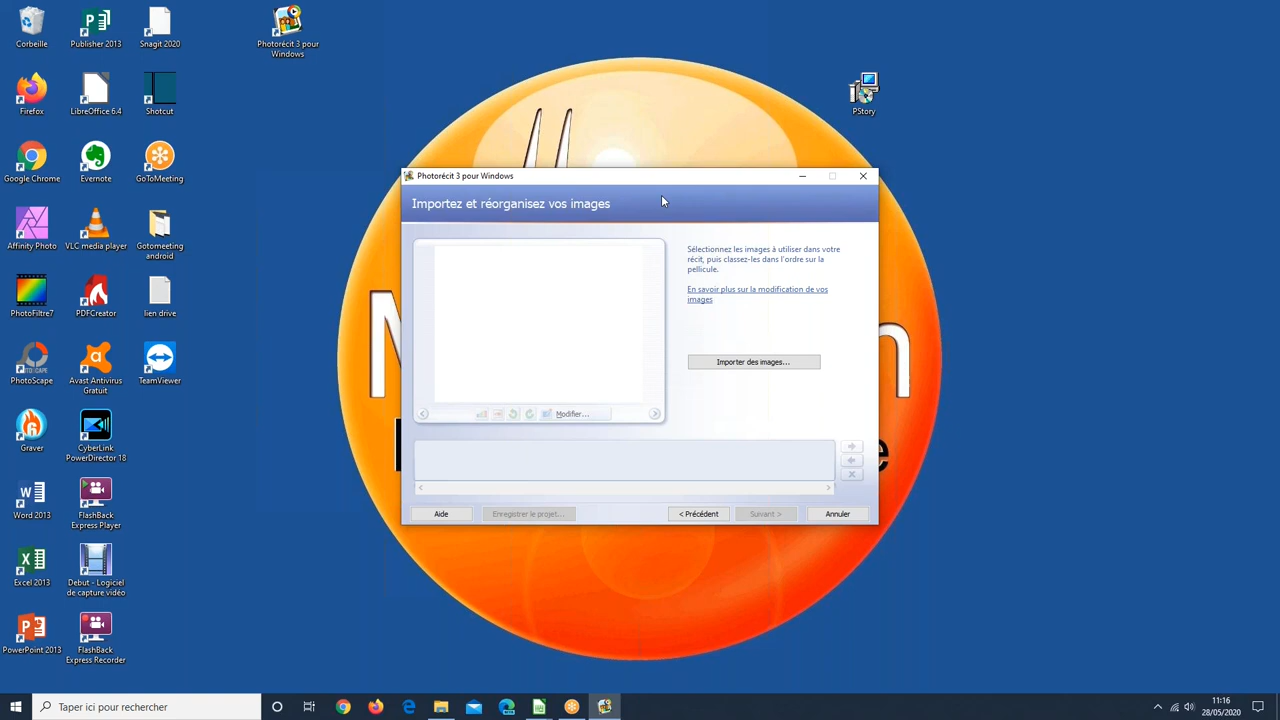 Corbeille
Publisher 2013
Snagit 2020
Photorécit 3 pour
Windows
Firefox
LibreOffice 6.4
Shotcut
PStory
Google Chrome
Evernote
GoToMeeting
Affinity Photo
VLC media player
Gotomeeting
android
PhotoFiltre7
PDFCreator
lien drive
PhotoScape
Avast Antivirus
Gratuit
TeamViewer
Graver
CyberLink
PowerDirector 18
Word 2013
FlashBack
Express Player
Excel 2013
Debut - Logiciel
de capture vidéo
PowerPoint 2013
FlashBack
Express Recorder
Photorécit 3 pour Windows
Importez et réorganisez vos images
Sélectionnez les images à utiliser dans votre
récit, puis classez-les dans l'ordre sur la
pellicule.
En savoir plus sur la modification de vos
images
Importer des images...
Modifier...
Aide
Enregistrer le projet...
< Précédent
Suivant >
Annuler
Taper ici pour rechercher
11:16
28/05/2020